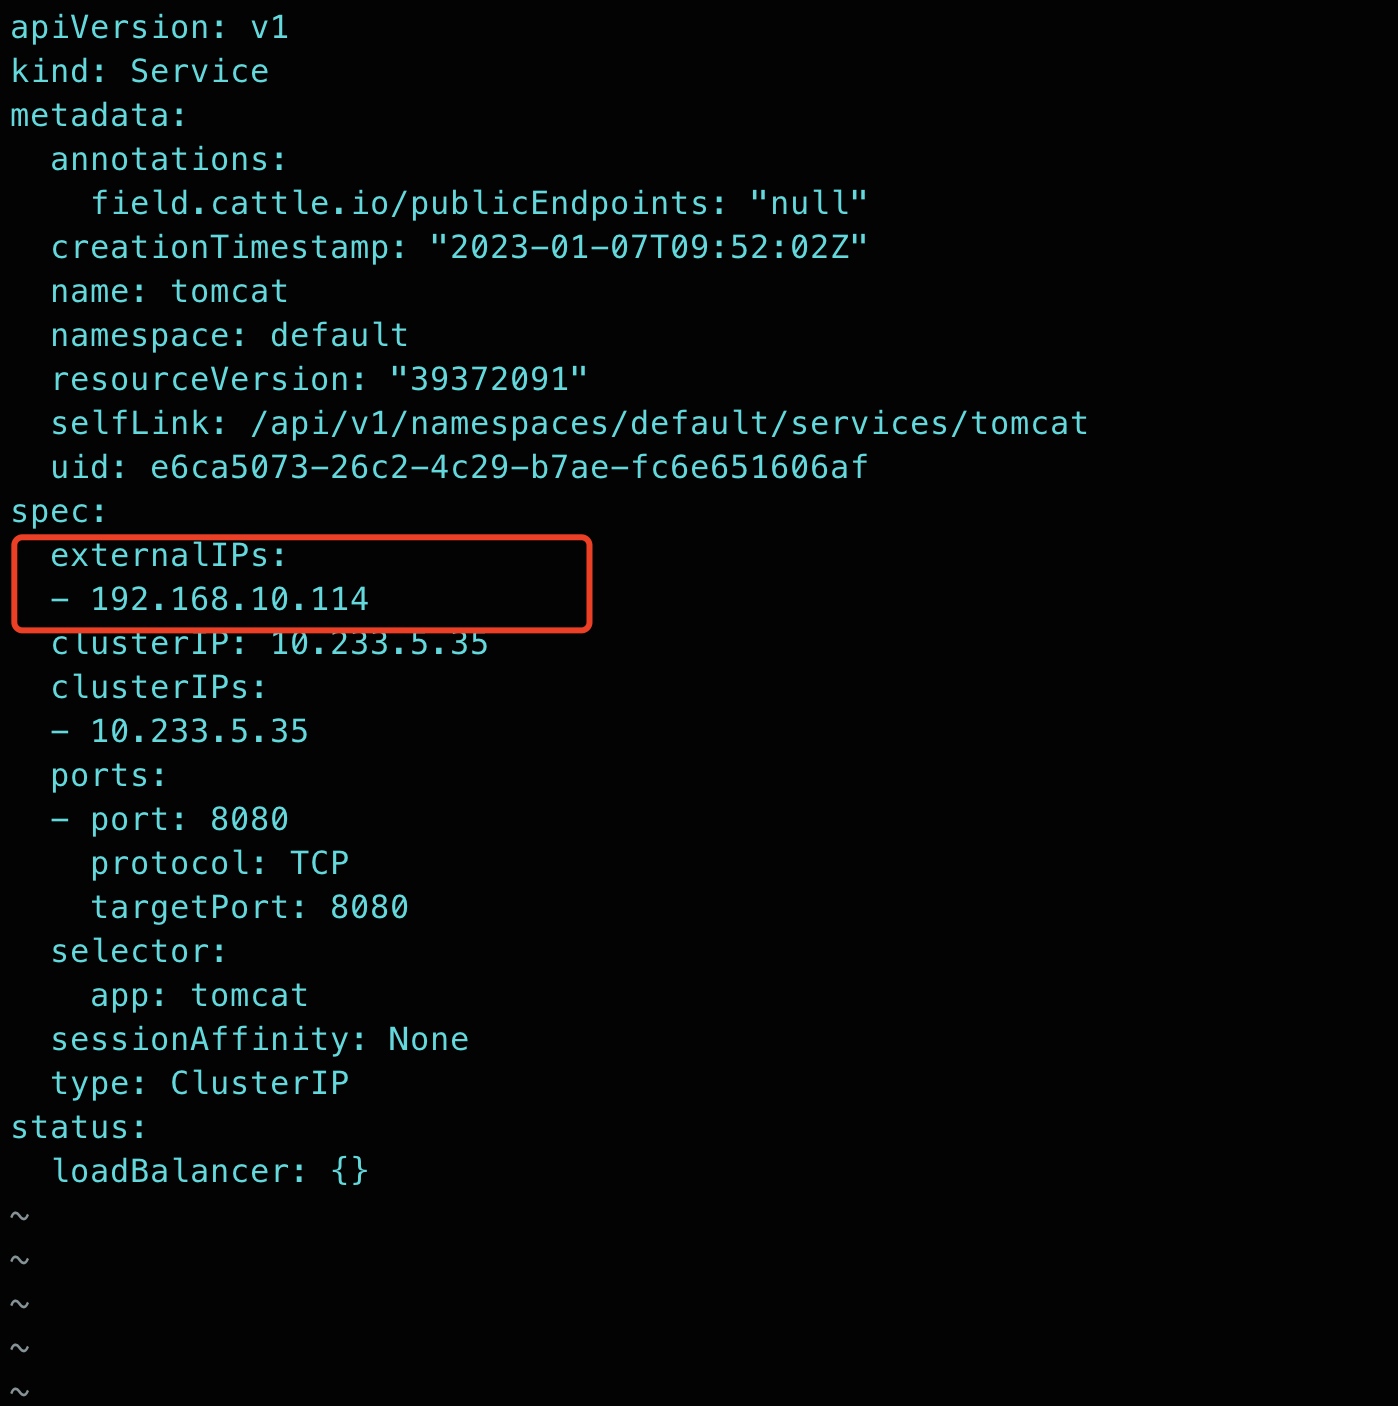 apiVersion: v1
kind: Service
metadata:
  annotations:
    field.cattle.io/publicEndpoints: "null"
  creationTimestamp: "2023-01-07T09:52:02Z"
  name: tomcat
  namespace: default
  resourceVersion: "39372091"
  selfLink: /api/v1/namespaces/default/services/tomcat
  uid: e6ca5073-26c2-4c29-b7ae-fc6e651606af
spec:
  externalIPs:
  - 192.168.10.114
  clusterIP: 10.233.5.35
  clusterIPs:
  - 10.233.5.35
  ports:
  - port: 8080
    protocol: TCP
    targetPort: 8080
  selector:
    app: tomcat
  sessionAffinity: None
  type: ClusterIP
status:
  loadBalancer: {}
~
~
~
~
~